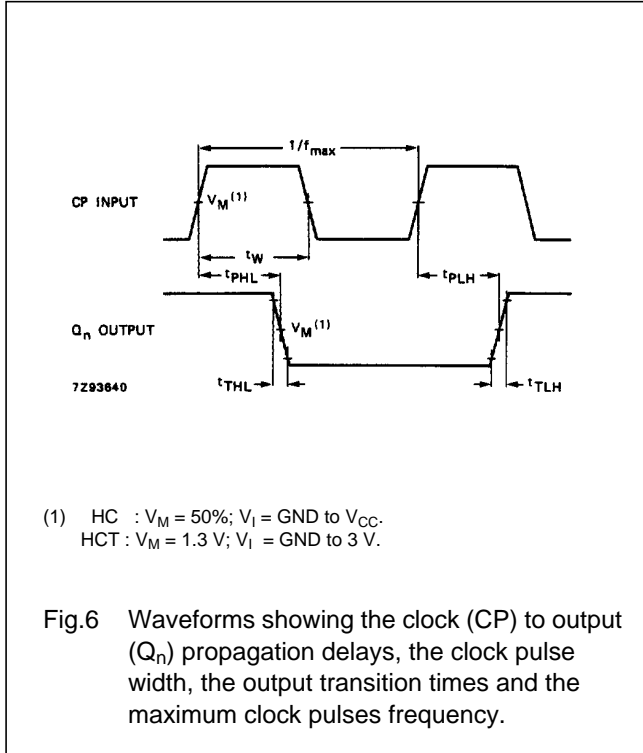 1/fmax
CP INPUT
VM(1)
tW
tPHL
tPLH
Qn OUTPUT
VM(1)
7Z93640
tTHL
tTLH
(1) HC : VM = 50%; VI = GND to VCC.
HCT : VM = 1.3 V; VI = GND to 3 V.
Fig.6 Waveforms showing the clock (CP) to output
(Qn) propagation delays, the clock pulse
width, the output transition times and the
maximum clock pulses frequency.